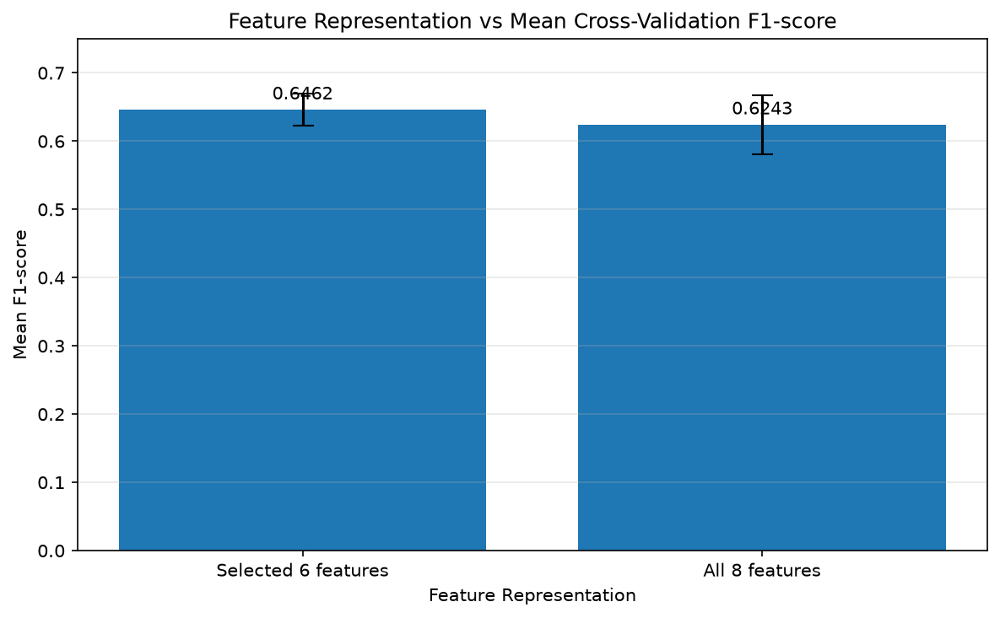 Feature Representation vs Mean Cross-Validation F1-score
Mean F1-score
0.7
0.6
0.5
0.4
0.3
0.2
0.1
0.0
0.6462
0.6243
Selected 6 features
All 8 features
Feature Representation